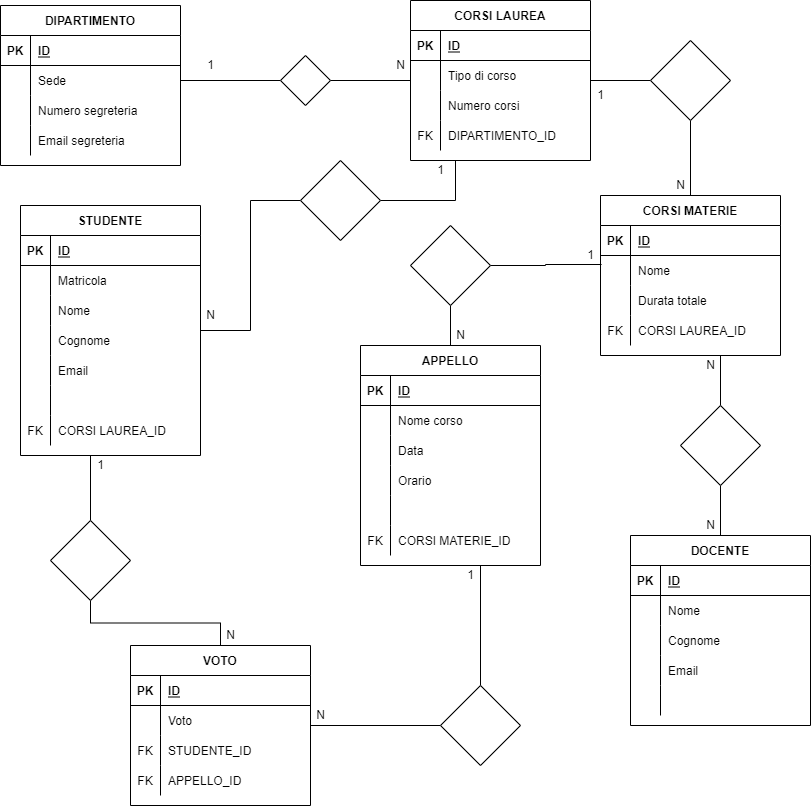 DIPARTIMENTO
PK ID
Sede
Numero segreteria
Email segreteria
1
N
CORSI LAUREA
PK ID
Tipo di corso
Numero corsi
FK DIPARTIMENTO_ID
1
1
N
CORSI MATERIE
PK ID
Nome
Durata totale
FK CORSI LAUREA_ID
1
N
STUDENTE
PK ID
Matricola
Nome
Cognome
Email
FK CORSI LAUREA_ID
N
1
APPELLO
PK ID
Nome corso
Data
Orario
FK CORSI MATERIE_ID
N
1
DOCENTE
PK ID
Nome
Cognome
Email
N
VOTO
PK ID
Voto
FK STUDENTE_ID
FK APPELLO_ID
N
N